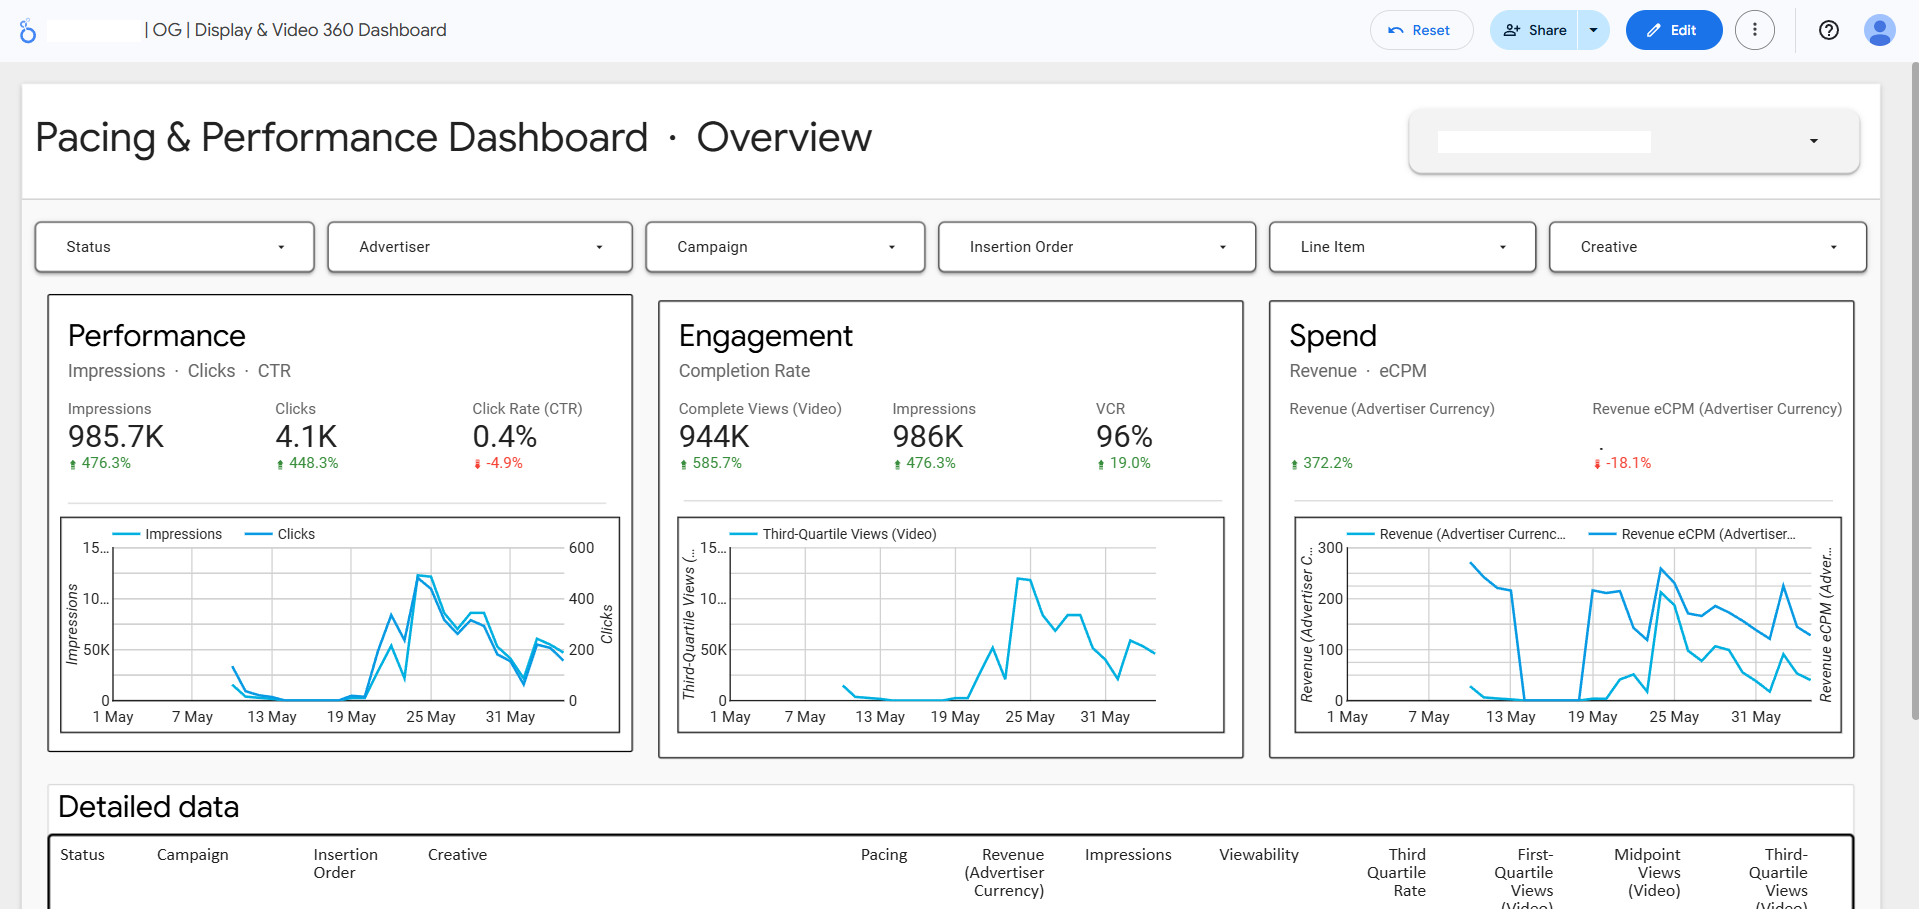 | OG | Display & Video 360 Dashboard
Reset
Share
Edit
Pacing & Performance Dashboard · Overview
Status
Advertiser
Campaign
Insertion Order
Line Item
Creative
Performance
Impressions · Clicks · CTR
Impressions
985.7K
476.3%
Clicks
4.1K
448.3%
Click Rate (CTR)
0.4%
-4.9%
Impressions
Clicks
15...
10...
50K
0
600
400
200
0
Impressions
Clicks
1 May
7 May
13 May
19 May
25 May
31 May
Engagement
Completion Rate
Complete Views (Video)
944K
585.7%
Impressions
986K
476.3%
VCR
96%
19.0%
Third-Quartile Views (Video)
15...
10...
50K
0
Third-Quartile Views (...
1 May
7 May
13 May
19 May
25 May
31 May
Spend
Revenue · eCPM
Revenue (Advertiser Currency)
372.2%
Revenue eCPM (Advertiser Currency)
-18.1%
Revenue (Advertiser Currenc...
Revenue eCPM (Advertiser...
300
200
100
0
Revenue (Advertiser C...
Revenue eCPM (Adver...
1 May
7 May
13 May
19 May
25 May
31 May
Detailed data
Status
Campaign
Insertion
Order
Creative
Pacing
Revenue
(Advertiser
Currency)
Impressions
Viewability
Third
Quartile
Rate
First-
Quartile
Views
(Video)
Midpoint
Views
(Video)
Third-
Quartile
Views
(Video)